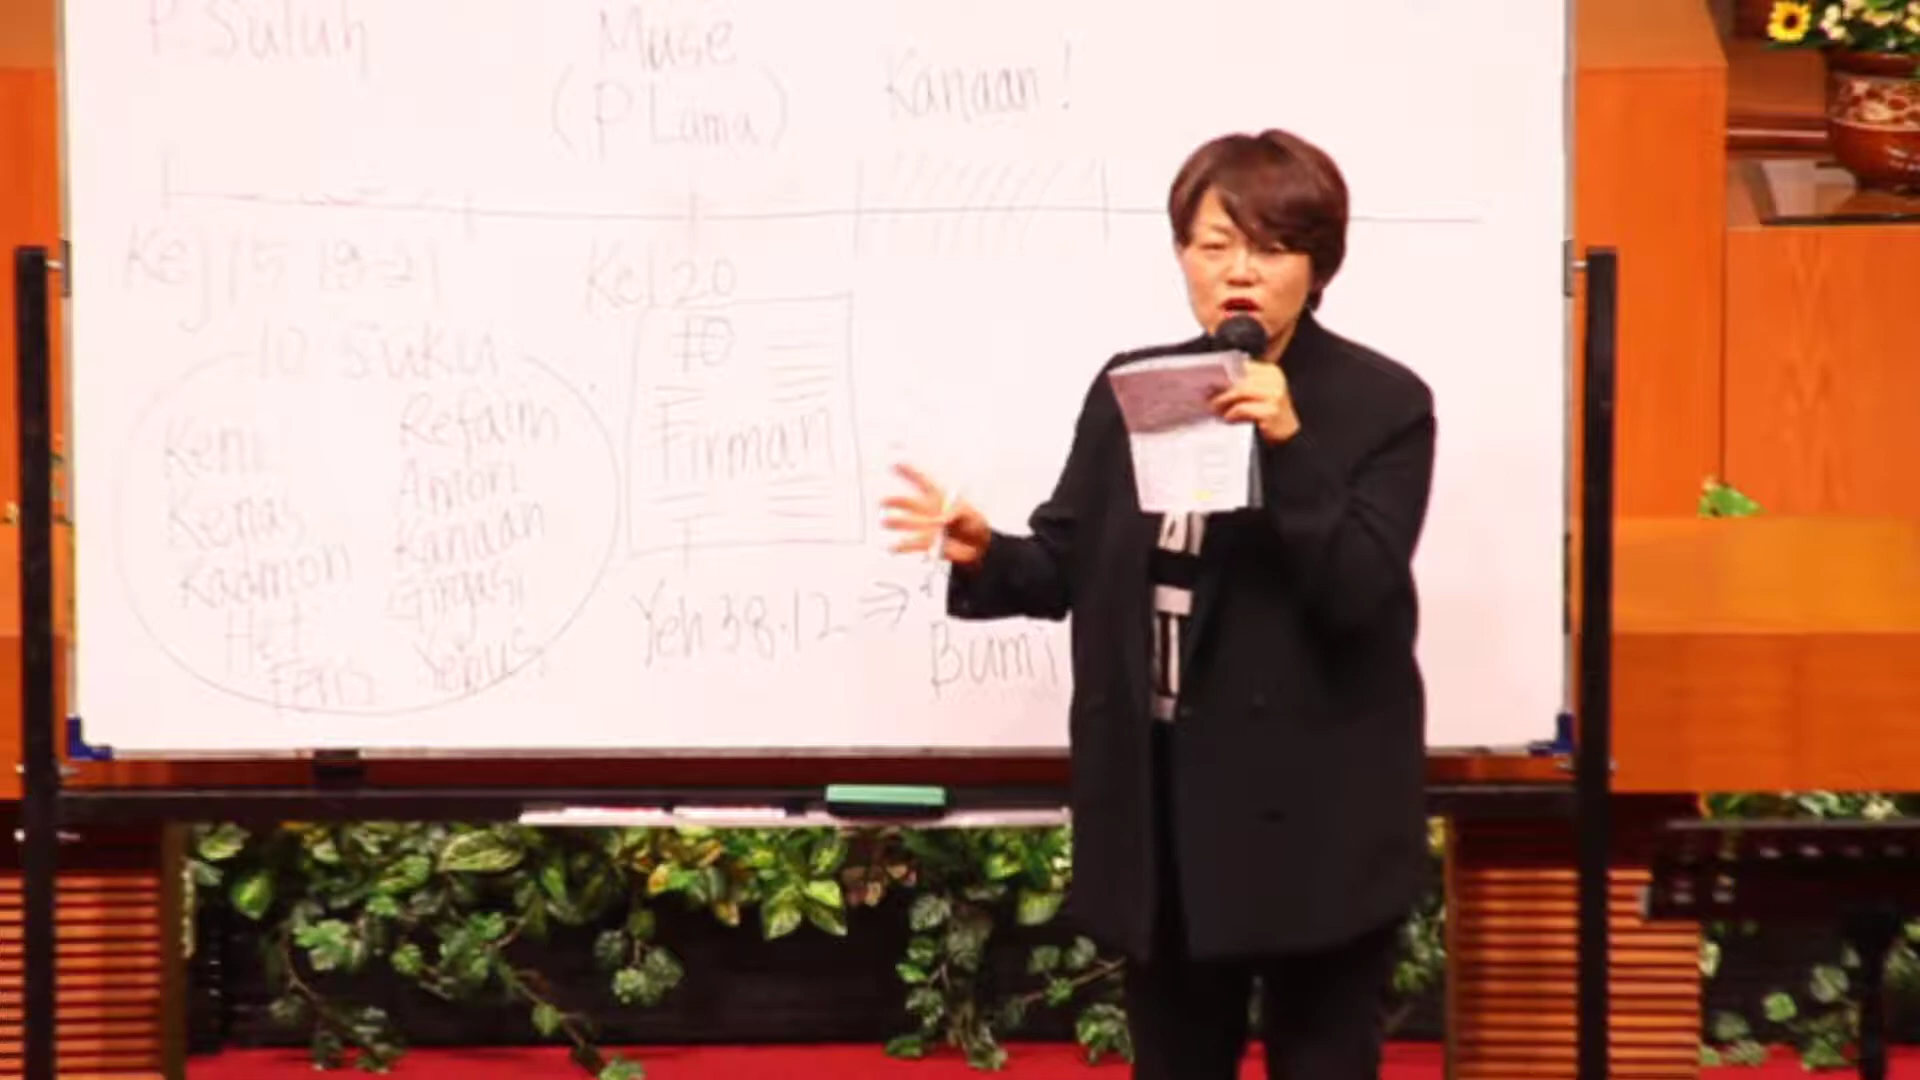 P. Suluh
Muse
(P Lama)
Kanaan!
Kej 15 19-21
Kel 20
10 Suku
Keni
Refaim
Kenas
Amori
Kadmon
Kanaan
Het
Girgasi
Feris
Yebus
10
Firman
Yeh 38.12 ⇒
Bumi